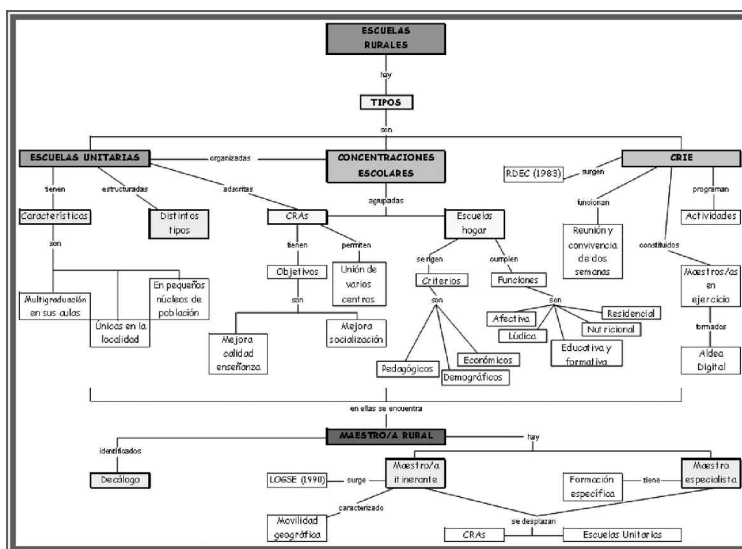 ESCUELAS
RURALES
hay
TIPOS
son
ESCUELAS UNITARIAS
organizadas
CONCENTRACIONES
ESCOLARES
CRIE
tienen
estructuradas
adscritas
agrupadas
RDEC (1983)
surgen
funcionan
programan
Características
Distintos
tipos
CRAs
Escuelas
hogar
Actividades
son
tienen
permiten
se rigen
cumplen
Reunión y
convivencia
de dos
semanas
constituidos
Objetivos
Unión de
varios
centros
Criterios
Funciones
Maestros/as
en
ejercicio
Multigraduación
en sus aulas
Únicas en la
localidad
En pequeños
núcleos de
población
son
son
son
Afectiva
Lúdica
Educativa y
formativa
Nutricional
Residencial
formados
Mejora
calidad
enseñanza
Mejora
socialización
Pedagógicos
Demográficos
Económicos
Aldea
Digital
en ellas se encuentra
MAESTRO/A RURAL
identificados
hay
Decálogo
LOGSE (1990)
surge
Maestro/a
itinerante
Formación
específica
tiene
Maestro
especialista
caracterizado
Movilidad
geográfica
se desplazan
CRAs
Escuelas Unitarias